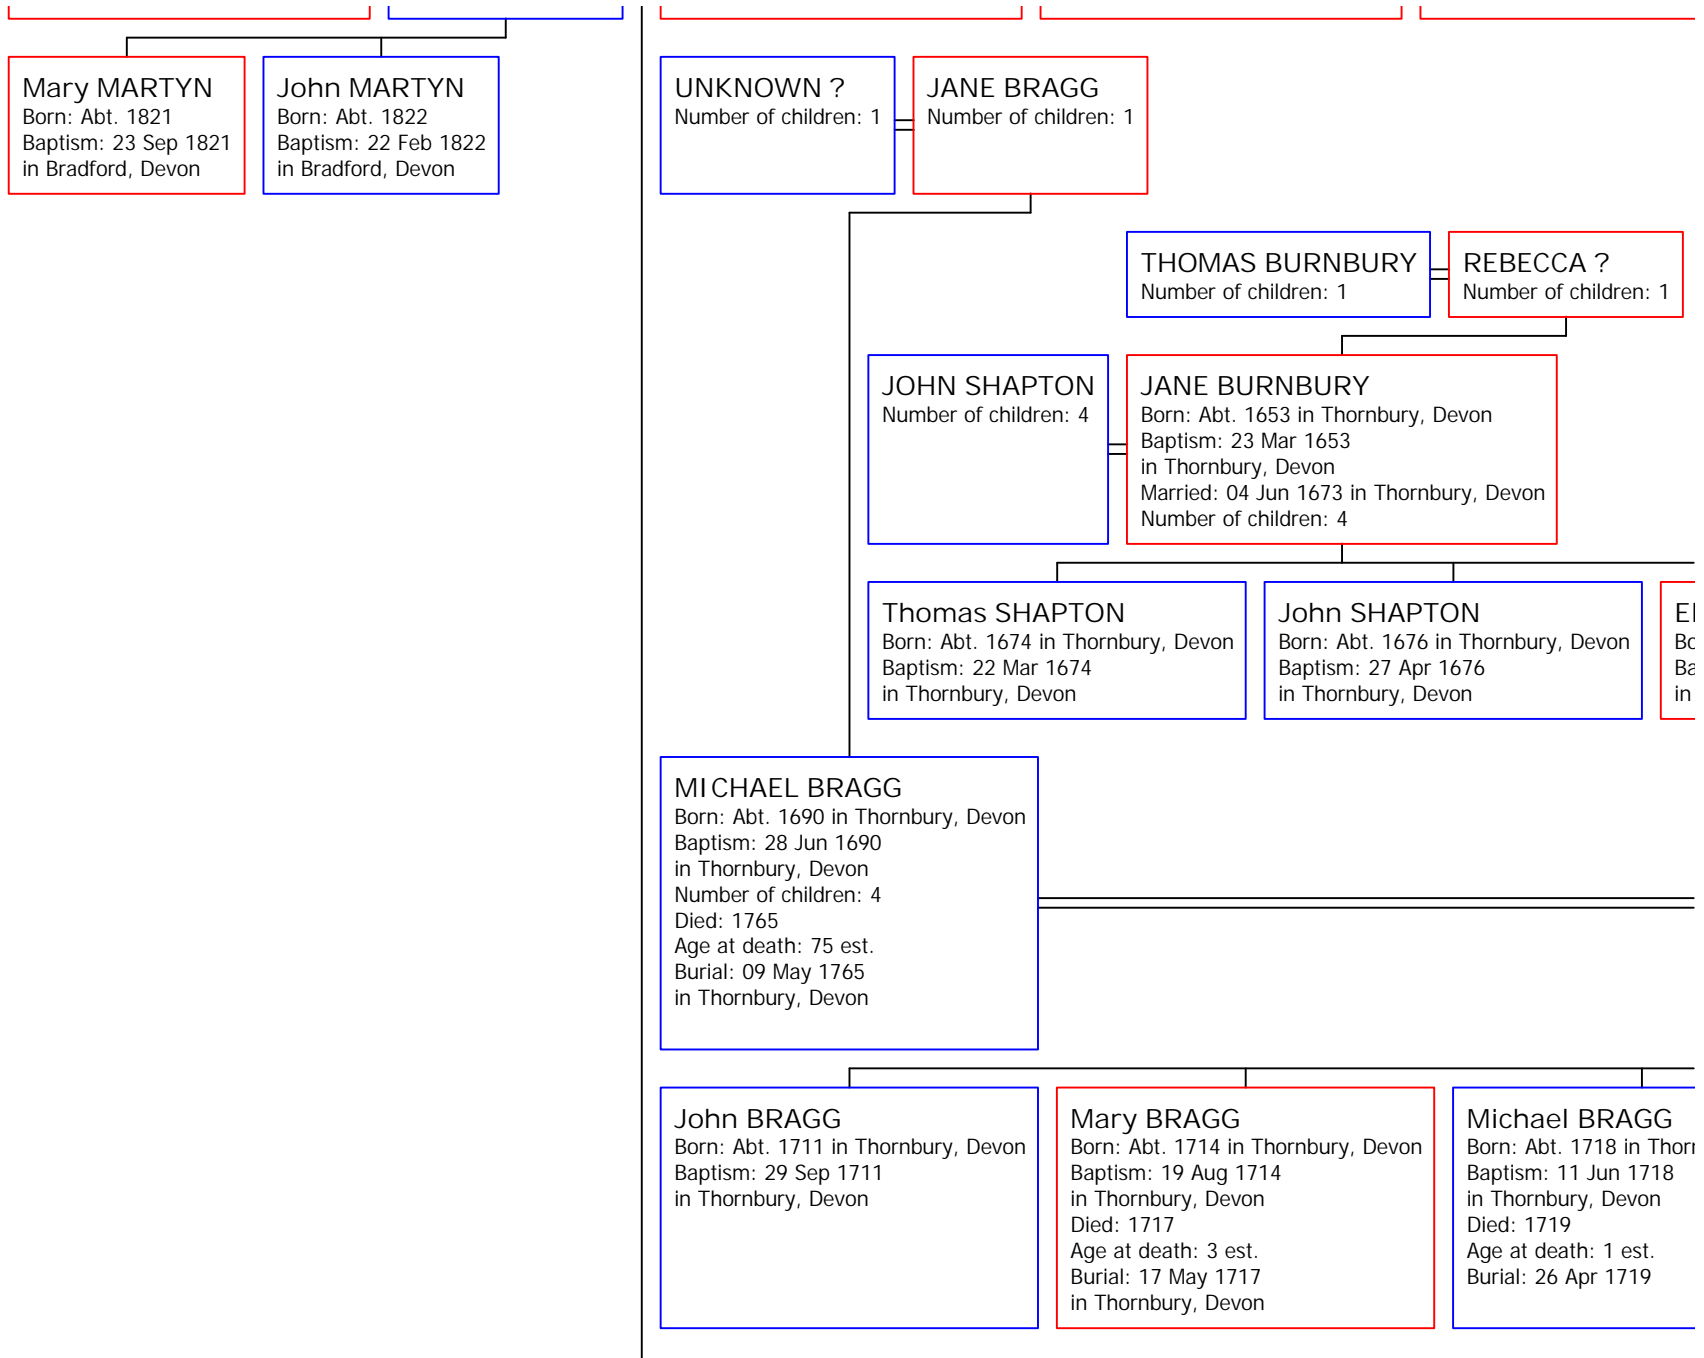 Mary MARTYN
Born: Abt. 1821
Baptism: 23 Sep 1821
in Bradford, Devon
John MARTYN
Born: Abt. 1822
Baptism: 22 Feb 1822
in Bradford, Devon
UNKNOWN ?
Number of children: 1
JANE BRAGG
Number of children: 1
THOMAS BURNBURY
Number of children: 1
REBECCA ?
Number of children: 1
JOHN SHAPTON
Number of children: 4
JANE BURNBURY
Born: Abt. 1653 in Thornbury, Devon
Baptism: 23 Mar 1653
in Thornbury, Devon
Married: 04 Jun 1673 in Thornbury, Devon
Number of children: 4
Thomas SHAPTON
Born: Abt. 1674 in Thornbury, Devon
Baptism: 22 Mar 1674
in Thornbury, Devon
John SHAPTON
Born: Abt. 1676 in Thornbury, Devon
Baptism: 27 Apr 1676
in Thornbury, Devon
Bo
Ba
in
MICHAEL BRAGG
Born: Abt. 1690 in Thornbury, Devon
Baptism: 28 Jun 1690
in Thornbury, Devon
Number of children: 4
Died: 1765
Age at death: 75 est.
Burial: 09 May 1765
in Thornbury, Devon
John BRAGG
Born: Abt. 1711 in Thornbury, Devon
Baptism: 29 Sep 1711
in Thornbury, Devon
Mary BRAGG
Born: Abt. 1714 in Thornbury, Devon
Baptism: 19 Aug 1714
in Thornbury, Devon
Died: 1717
Age at death: 3 est.
Burial: 17 May 1717
in Thornbury, Devon
Michael BRAGG
Born: Abt. 1718 in Thor
Baptism: 11 Jun 1718
in Thornbury, Devon
Died: 1719
Age at death: 1 est.
Burial: 26 Apr 1719